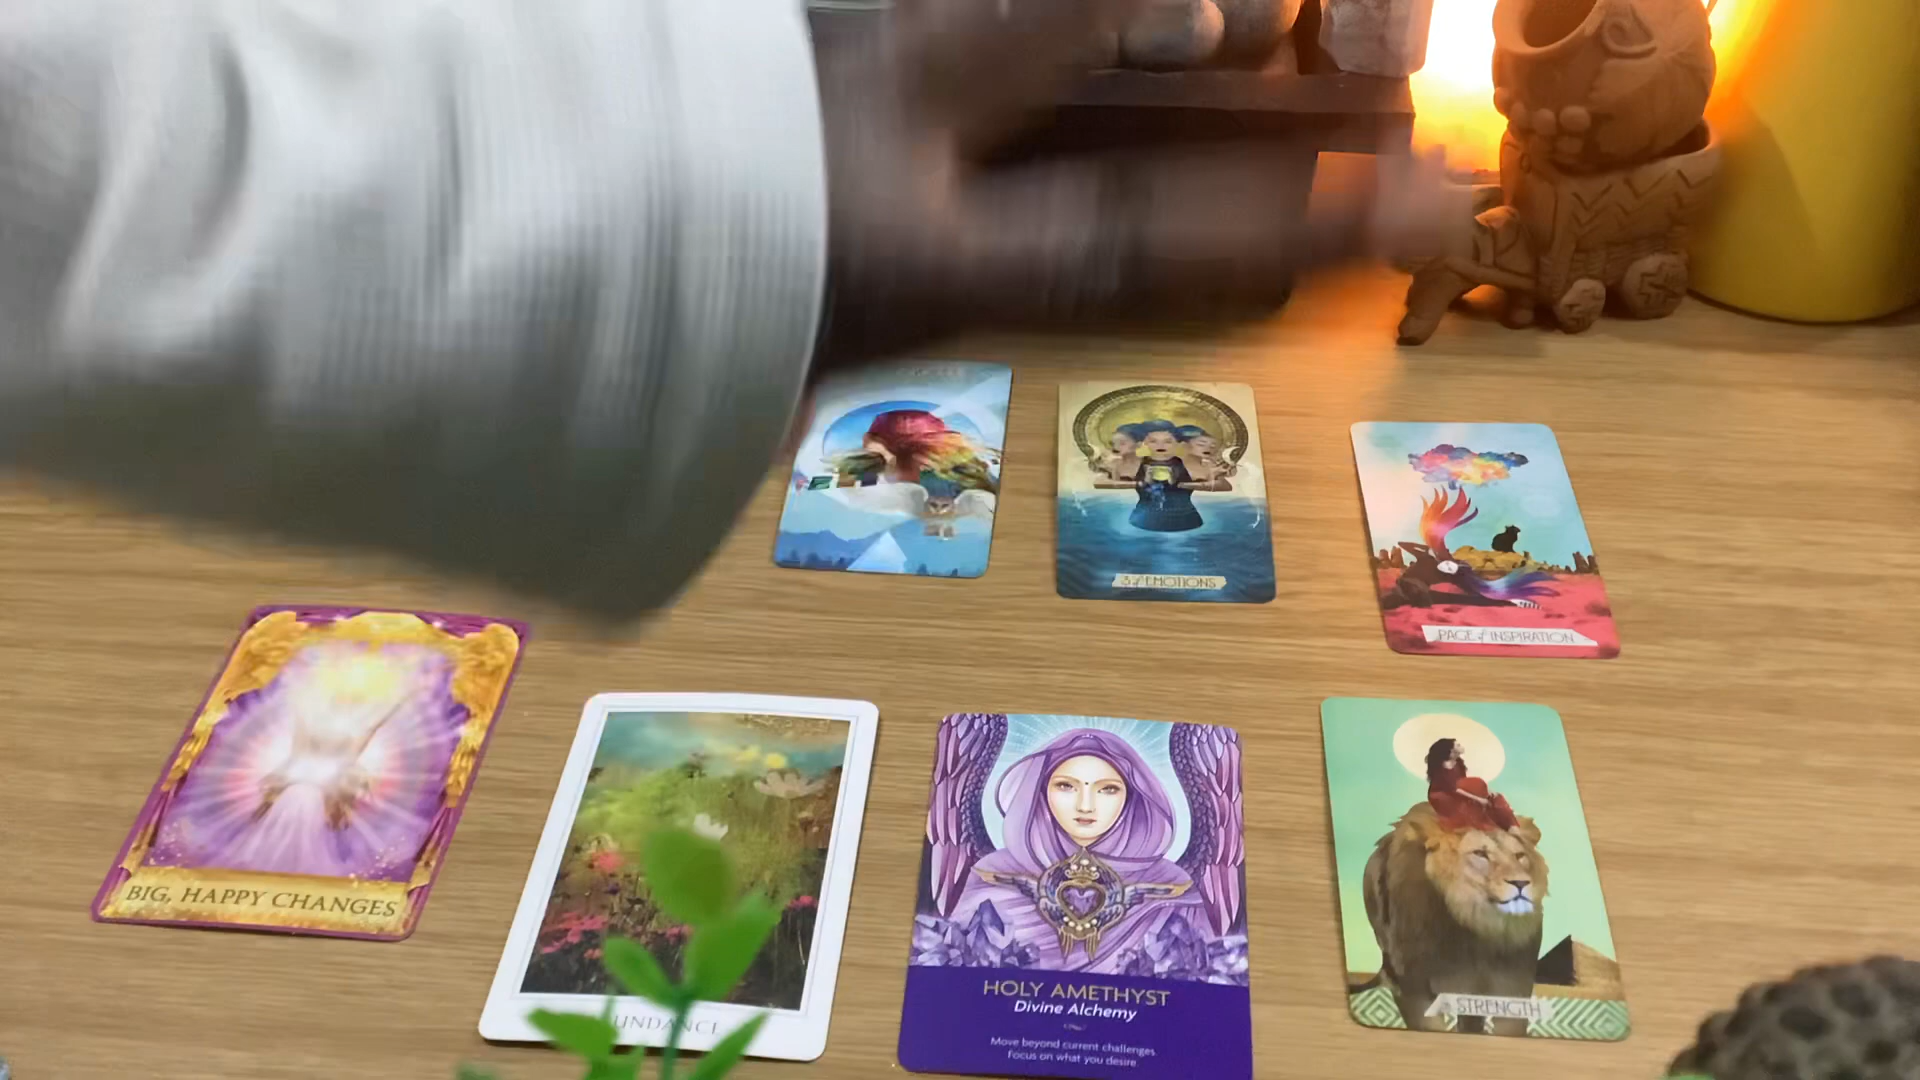 3 of EMOTIONS
PAGE of INSPIRATION
BIG, HAPPY CHANGES
UNDANCE
HOLY AMETHYST
Divine Alchemy
Move beyond current challenges.
Focus on what you desire.
STRENGTH